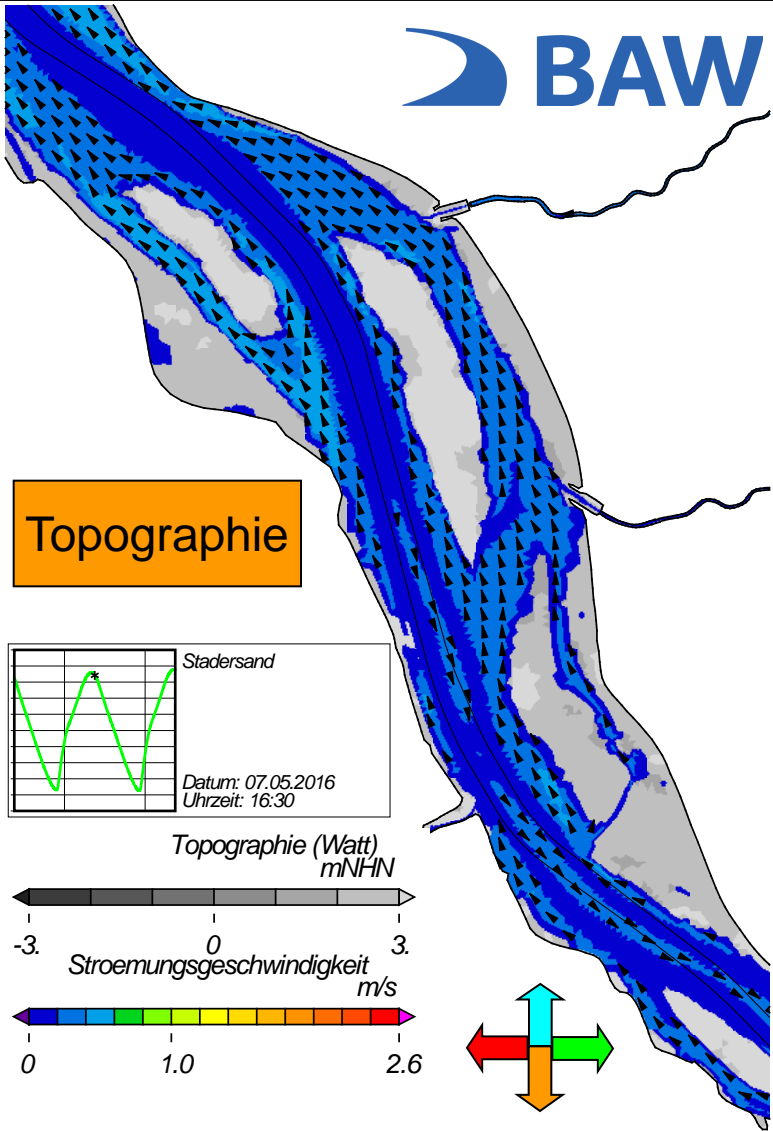 BAW
Topographie
Stadersand
Datum: 07.05.2016
Uhrzeit: 16:30
Topographie (Watt)
mNHN
-3. 0 3.
Stroemungsgeschwindigkeit
m/s
0 1.0 2.6